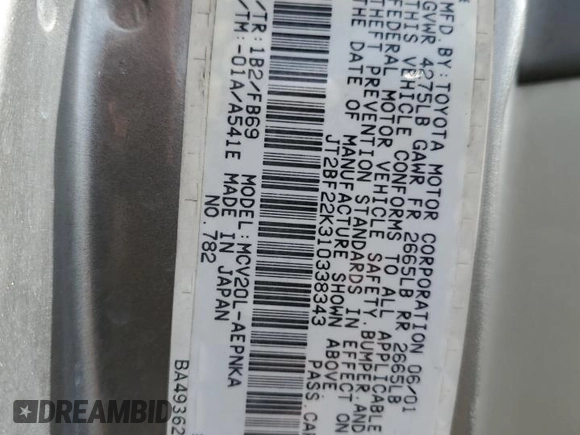 MFD. BY: TOYOTA MOTOR CORPORATION 06/01
GVWR 4275LB GAWR FR 2665LB RR 2665LB
THIS VEHICLE CONFORMS TO ALL APPLICABLE
FEDERAL MOTOR VEHICLE SAFETY, BUMPER, AND
THEFT PREVENTION STANDARDS IN EFFECT ON
THE DATE OF MANUFACTURE SHOWN ABOVE.
JT2BF22K310338343 PASS. CAR
/TR: 1B2/FB69 MODEL: MCV20L-AEPNKA
/TM: -01A/A541E MADE IN JAPAN
NO. 782
BA49362
DREAMBID